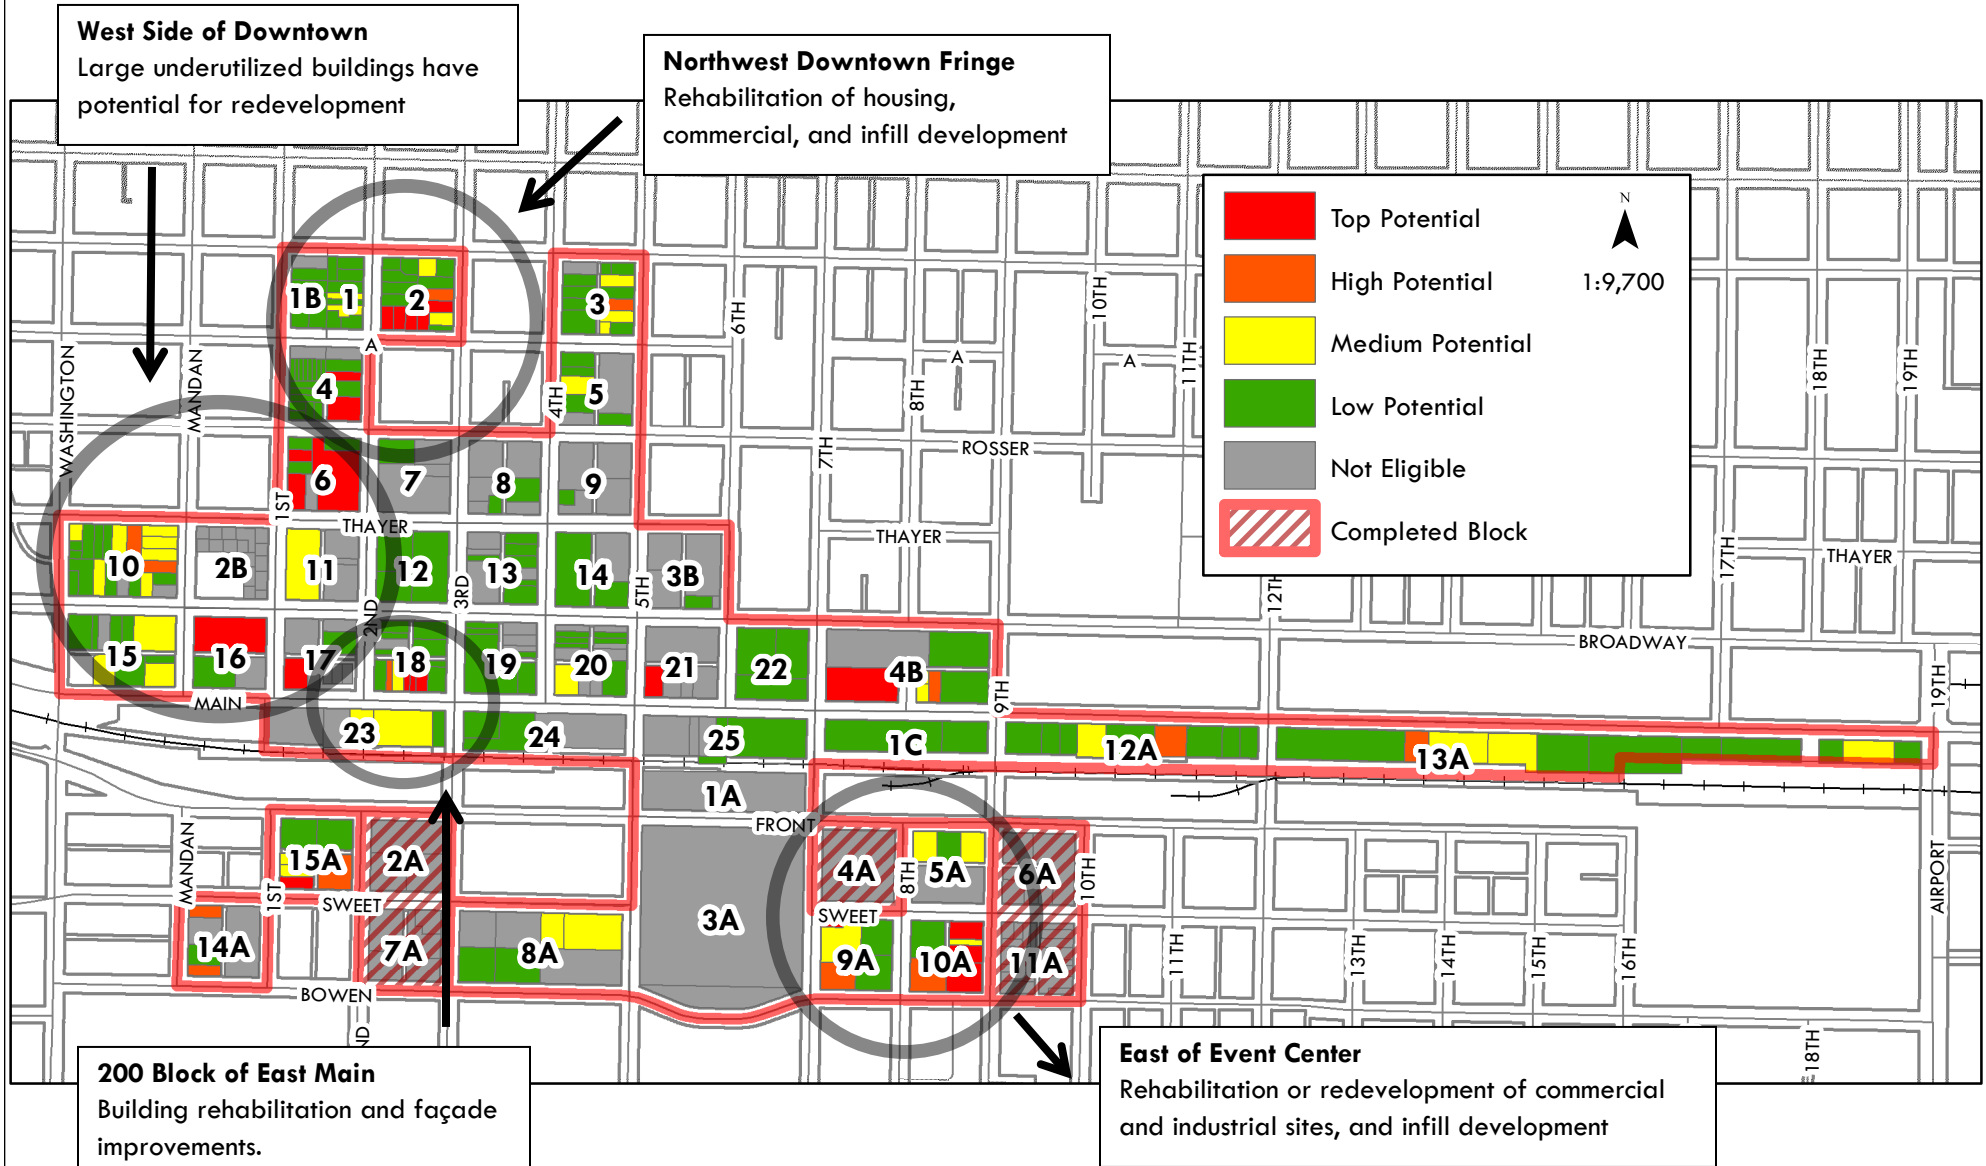 West Side of Downtown
Large underutilized buildings have
potential for redevelopment
Northwest Downtown Fringe
Rehabilitation of housing,
commercial, and infill development
Top Potential
High Potential
Medium Potential
Low Potential
Not Eligible
Completed Block
N
1:9,700
1B
1
2
3
A
4
5
4TH
6TH
10TH
A
A
11TH
18TH
19TH
WASHINGTON
MANDAN
8TH
7TH
ROSSER
6
7
8
9
1ST
THAYER
THAYER
THAYER
17TH
10
2B
11
12
13
14
3B
2ND
3RD
5TH
12TH
BROADWAY
15
16
17
18
19
20
21
22
4B
9TH
19TH
MAIN
23
24
25
1C
12A
13A
1A
FRONT
MANDAN
15A
2A
4A
8TH
5A
6A
10TH
AIRPORT
1ST
SWEET
SWEET
3A
14A
7A
8A
9A
10A
11A
11TH
13TH
14TH
15TH
16TH
BOWEN
ND
18TH
200 Block of East Main
Building rehabilitation and façade
improvements.
East of Event Center
Rehabilitation or redevelopment of commercial
and industrial sites, and infill development